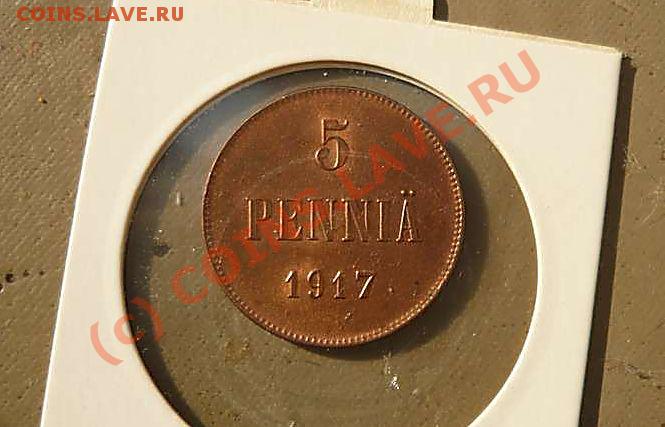 COINS.LAVE.RU
5
PENNIÄ
1917
(c) COINS.LAVE.RU